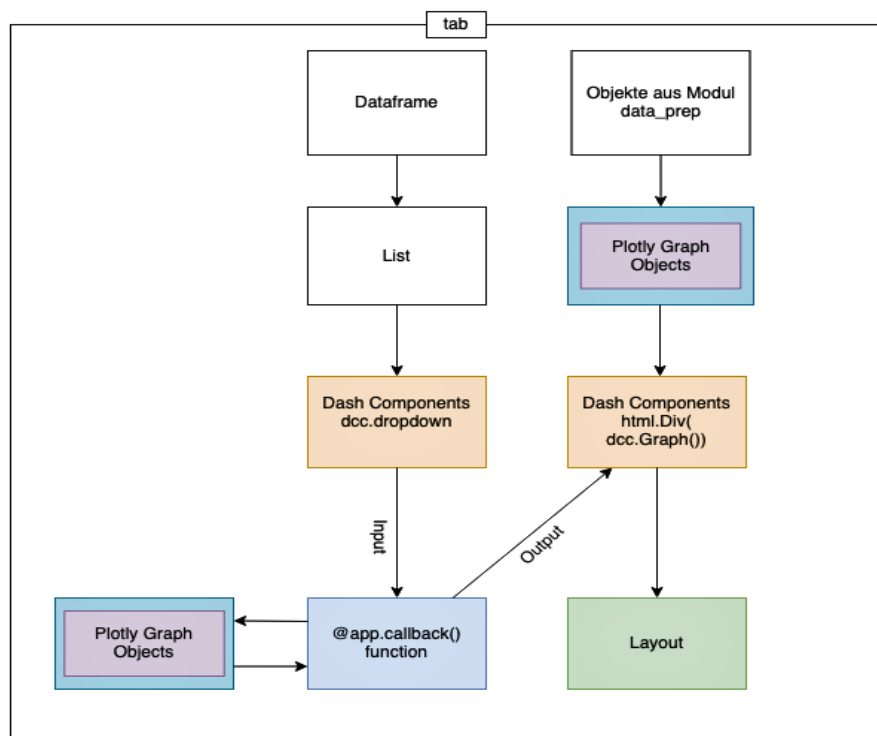 tab
Dataframe
Objekte aus Modul
data_prep
List
Plotly Graph
Objects
Dash Components
dcc.dropdown
Dash Components
html.Div(
dcc.Graph())
Input
Output
Plotly Graph
Objects
@app.callback()
function
Layout